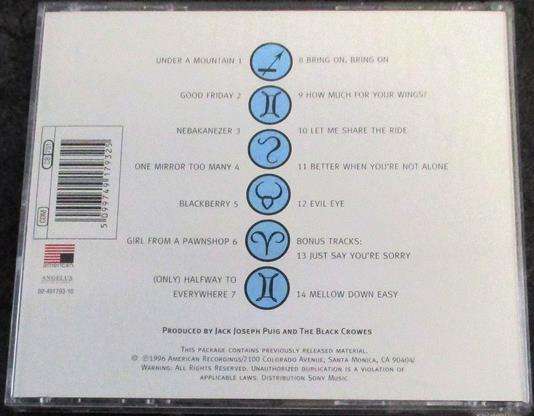 UNDER A MOUNTAIN 1
GOOD FRIDAY 2
NEBAKANEZER 3
ONE MIRROR TOO MANY 4
BLACKBERRY 5
GIRL FROM A PAWNSHOP 6
(ONLY) HALFWAY TO
EVERYWHERE 7
8 BRING ON, BRING ON
9 HOW MUCH FOR YOUR WINGS?
10 LET ME SHARE THE RIDE
11 BETTER WHEN YOU'RE NOT ALONE
12 EVIL EYE
BONUS TRACKS:
13 JUST SAY YOU'RE SORRY
14 MELLOW DOWN EASY
5 099749 179325
PRODUCED BY JACK JOSEPH PUIG AND THE BLACK CROWES
THIS PACKAGE CONTAINS PREVIOUSLY RELEASED MATERIAL.
© ℗1996 AMERICAN RECORDINGS/2100 COLORADO AVENUE, SANTA MONICA, CA 90404/
WARNING: ALL RIGHTS RESERVED. UNAUTHORIZED DUPLICATION IS A VIOLATION OF
APPLICABLE LAWS. DISTRIBUTION SONY MUSIC